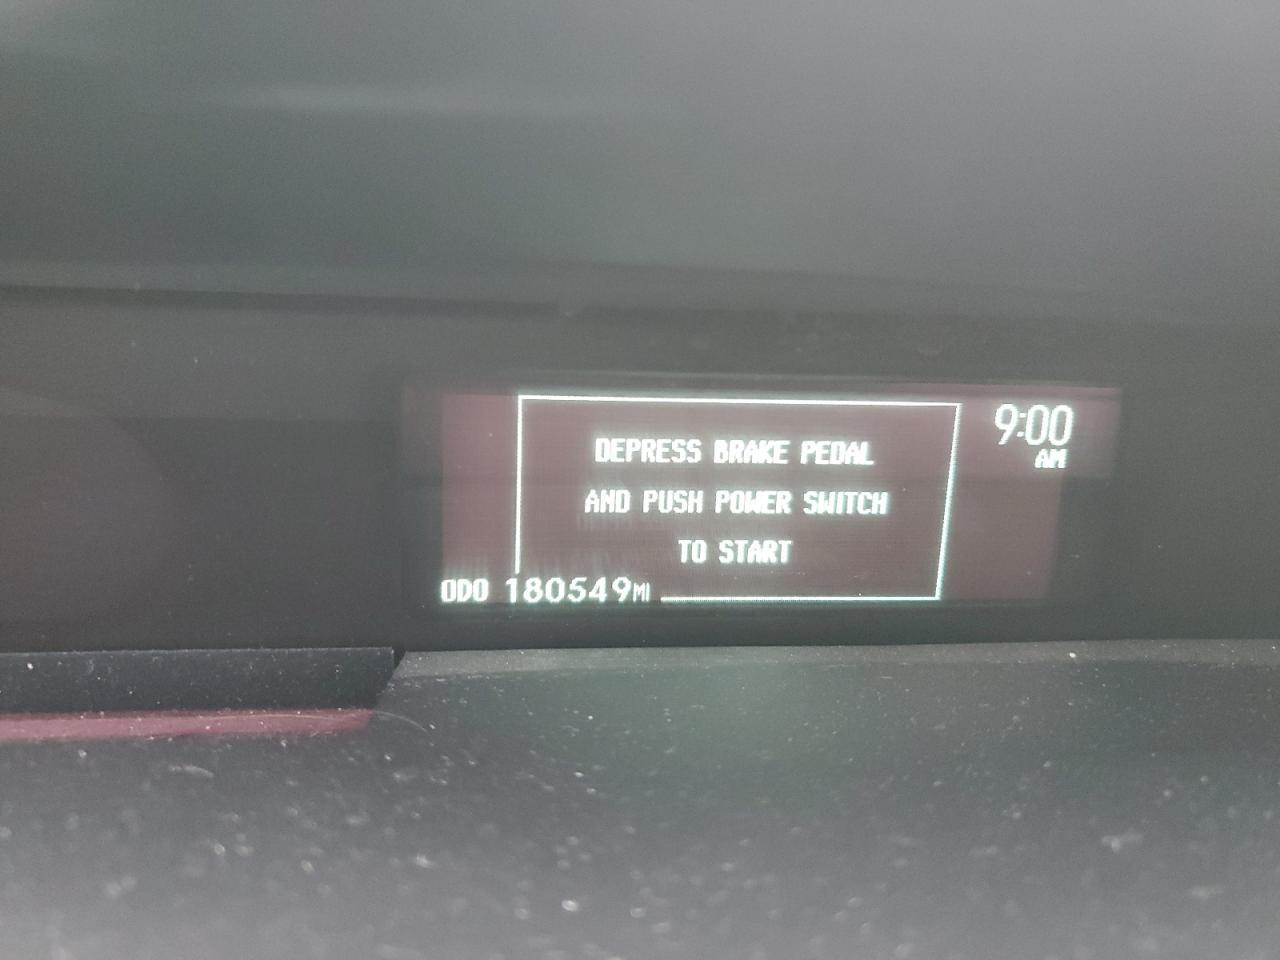 9:00
AM
DEPRESS BRAKE PEDAL
AND PUSH POWER SWITCH
TO START
ODO 180549MI